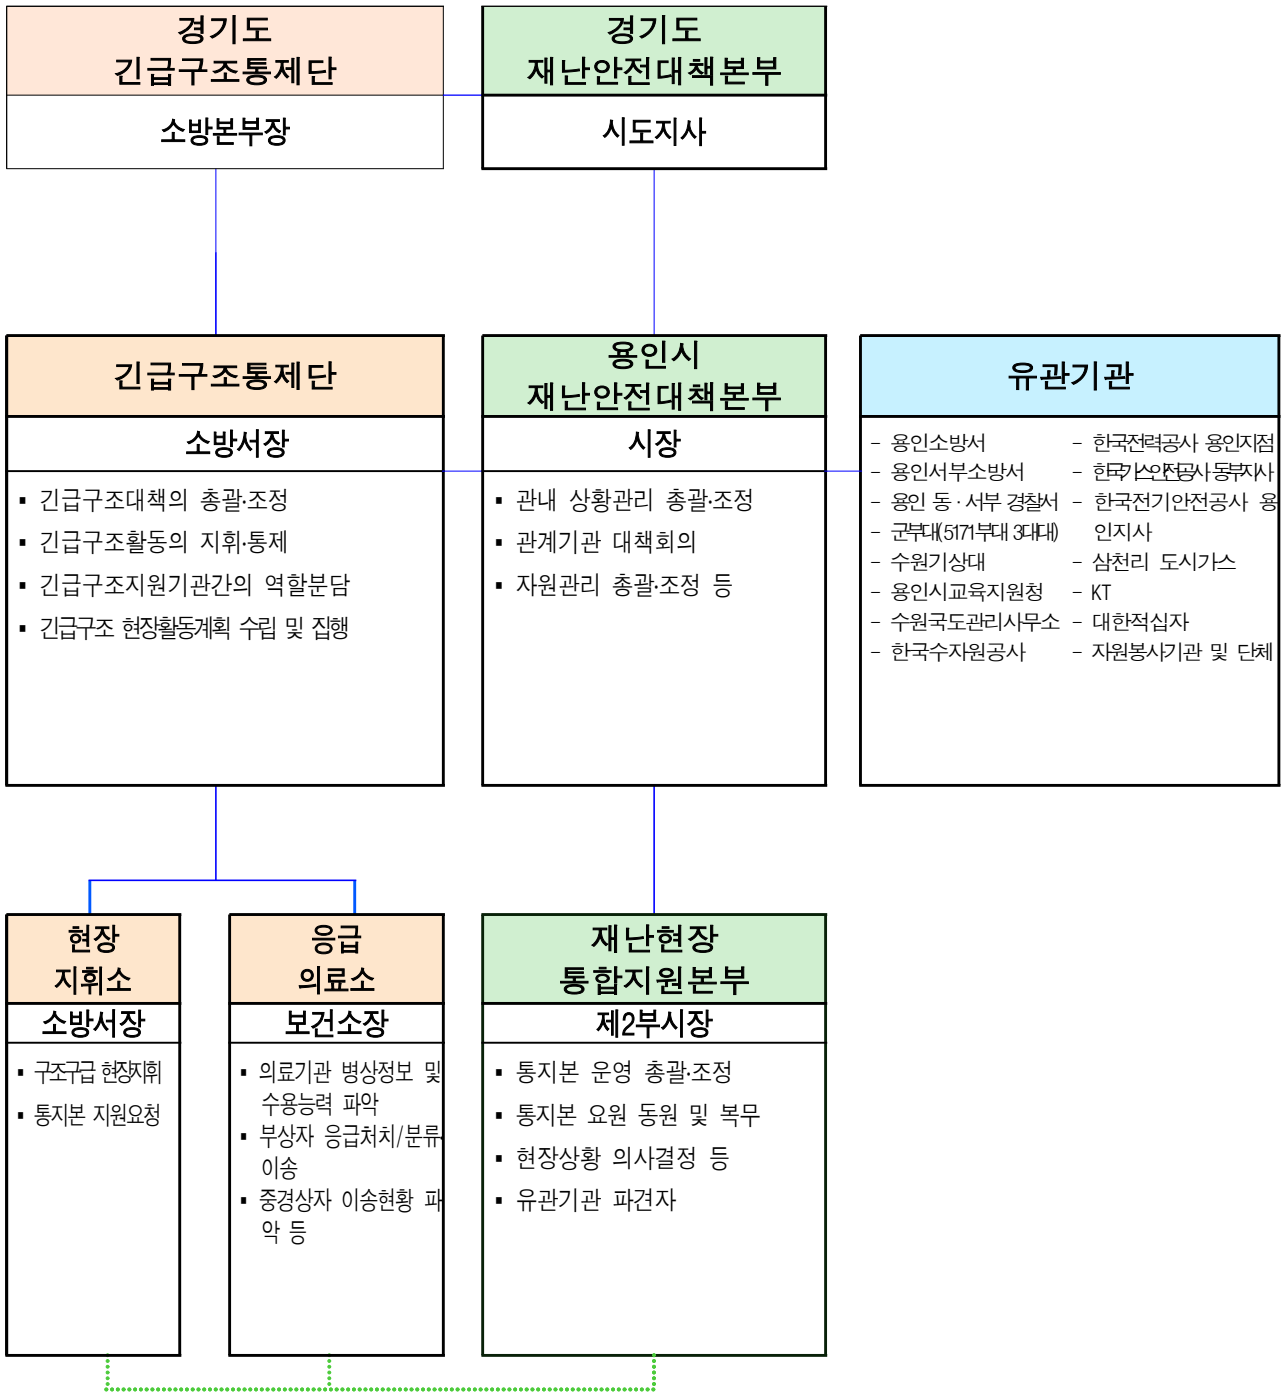 경기도
긴급구조통제단
소방본부장
경기도
재난안전대책본부
시도지사
긴급구조통제단
소방서장
▪ 긴급구조대책의 총괄·조정
▪ 긴급구조활동의 지휘·통제
▪ 긴급구조지원기관간의 역할분담
▪ 긴급구조 현장활동계획 수립 및 집행
용인시
재난안전대책본부
시장
▪ 관내 상황관리 총괄·조정
▪ 관계기관 대책회의
▪ 자원관리 총괄·조정 등
유관기관
- 용인소방서
- 용인서부소방서
- 용인 동·서부 경찰서
- 군부대(5171부대 3대대)
- 수원기상대
- 용인시교육지원청
- 수원국도관리사무소
- 한국수자원공사
- 한국전력공사 용인지점
- 한국가스안전공사 동부지사
- 한국전기안전공사 용
인지사
- 삼천리 도시가스
- KT
- 대한적십자
- 자원봉사기관 및 단체
현장
지휘소
소방서장
▪ 구조구급 현장지휘
▪ 통지본 지원요청
응급
의료소
보건소장
▪ 의료기관 병상정보 및
수용능력 파악
▪ 부상자 응급처치/분류·
이송
▪ 중경상자 이송현황 파
악 등
재난현장
통합지원본부
제2부시장
▪ 통지본 운영 총괄·조정
▪ 통지본 요원 동원 및 복무
▪ 현장상황 의사결정 등
▪ 유관기관 파견자